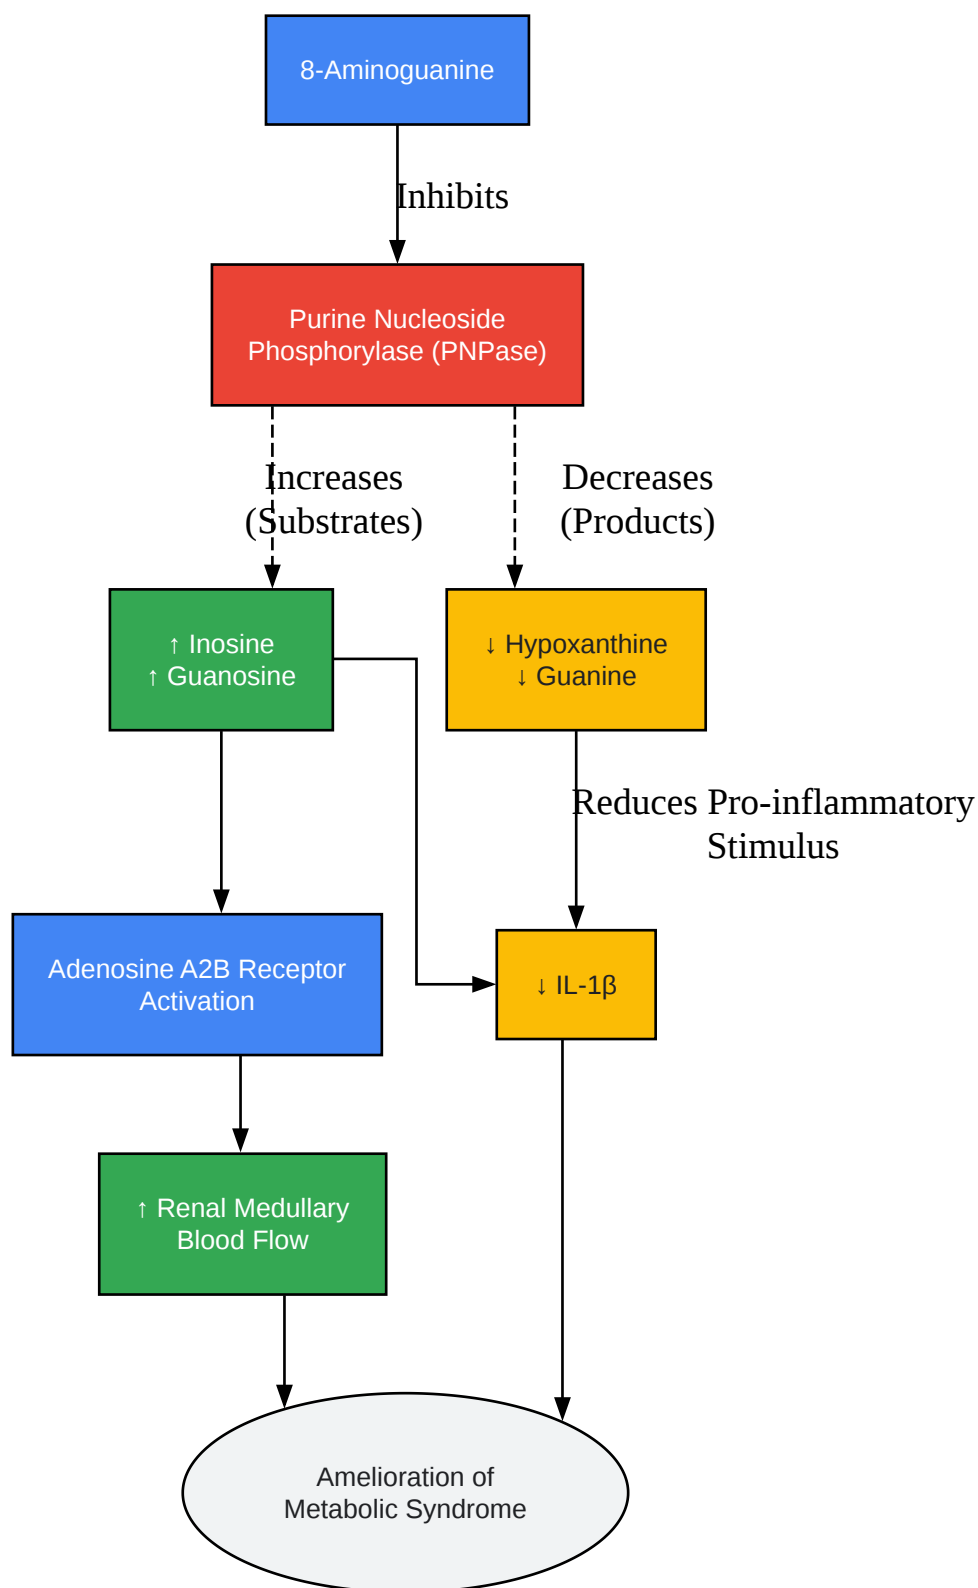 8-Aminoguanine
Inhibits
Purine Nucleoside
Phosphorylase (PNPase)
Increases
(Substrates)
Decreases
(Products)
↑ Inosine
↑ Guanosine
↓ Hypoxanthine
↓ Guanine
Reduces Pro-inflammatory
Stimulus
Adenosine A2B Receptor
Activation
↓ IL-1β
↑ Renal Medullary
Blood Flow
Amelioration of
Metabolic Syndrome